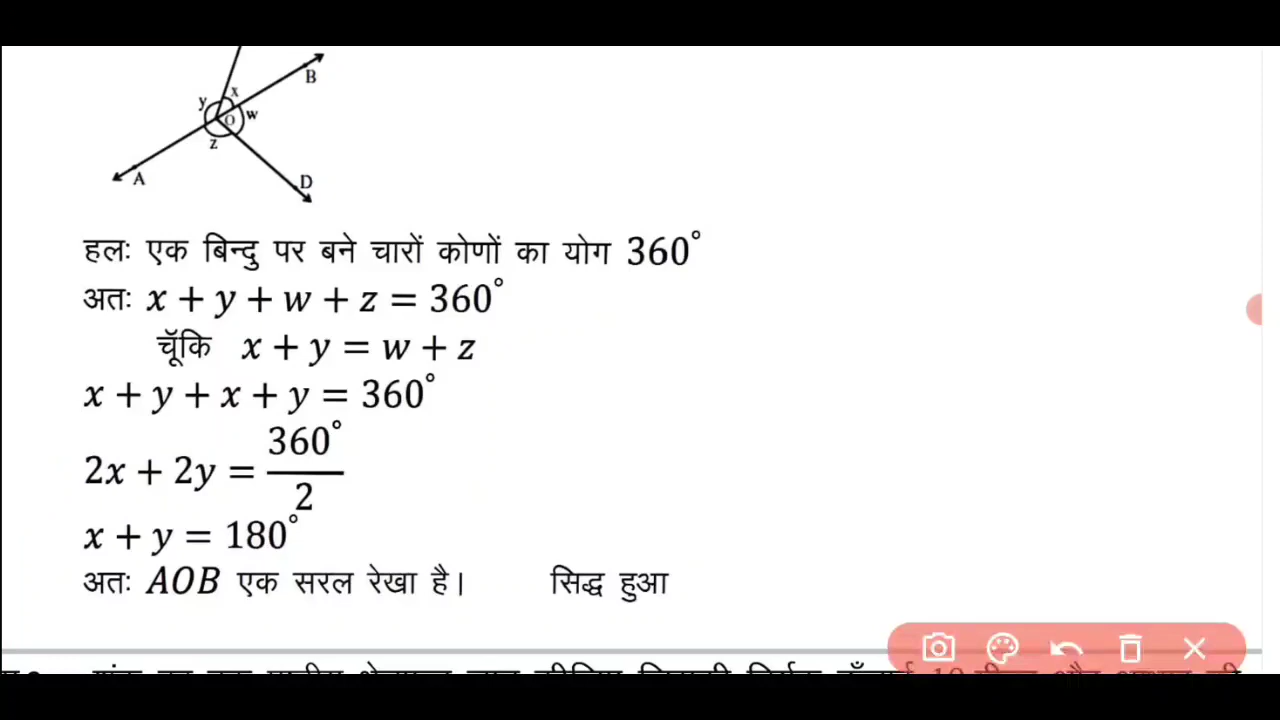 B
x
y
O
w
z
A
D
हलः एक बिन्दु पर बने चारों कोणों का योग 360°
अतः x + y + w + z = 360°
चूँकि x + y = w + z
x + y + x + y = 360°
2x + 2y = 360° / 2
x + y = 180°
अतः AOB एक सरल रेखा है। सिद्ध हुआ